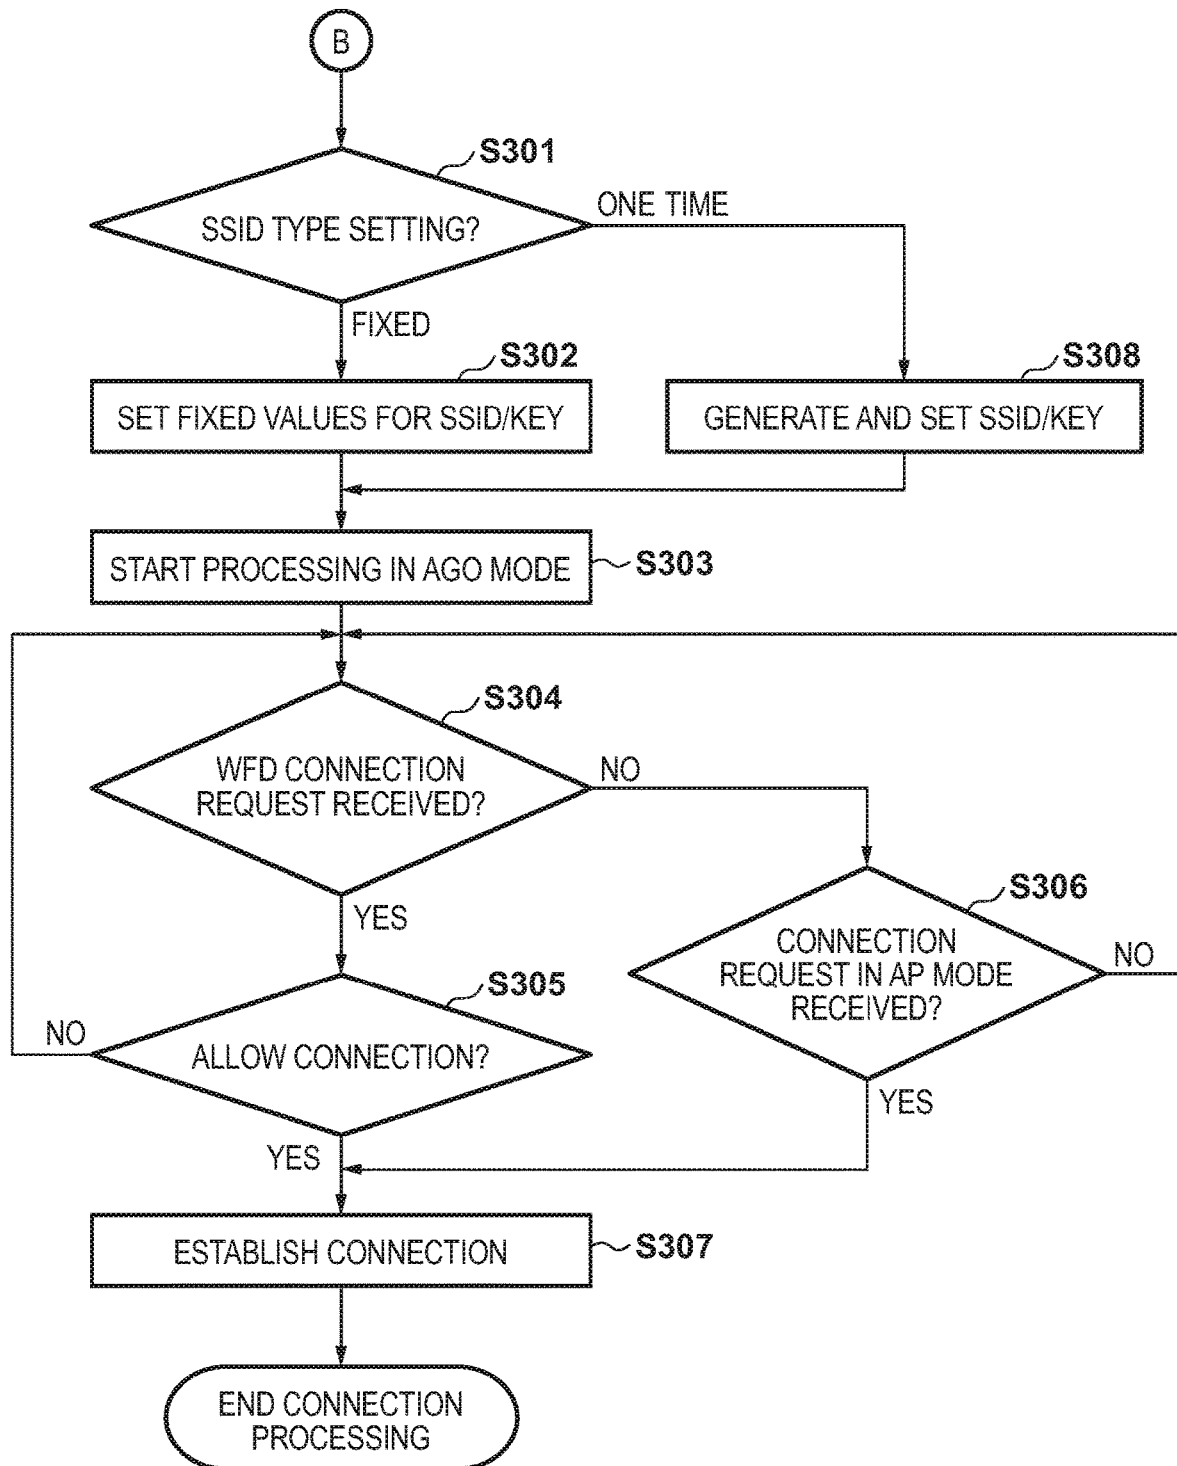 B
S301
SSID TYPE SETTING?
ONE TIME
FIXED
S302
SET FIXED VALUES FOR SSID/KEY
S308
GENERATE AND SET SSID/KEY
START PROCESSING IN AGO MODE
S303
S304
WFD CONNECTION
REQUEST RECEIVED?
NO
YES
S306
CONNECTION
REQUEST IN AP MODE
RECEIVED?
NO
YES
S305
ALLOW CONNECTION?
NO
YES
ESTABLISH CONNECTION
S307
END CONNECTION
PROCESSING